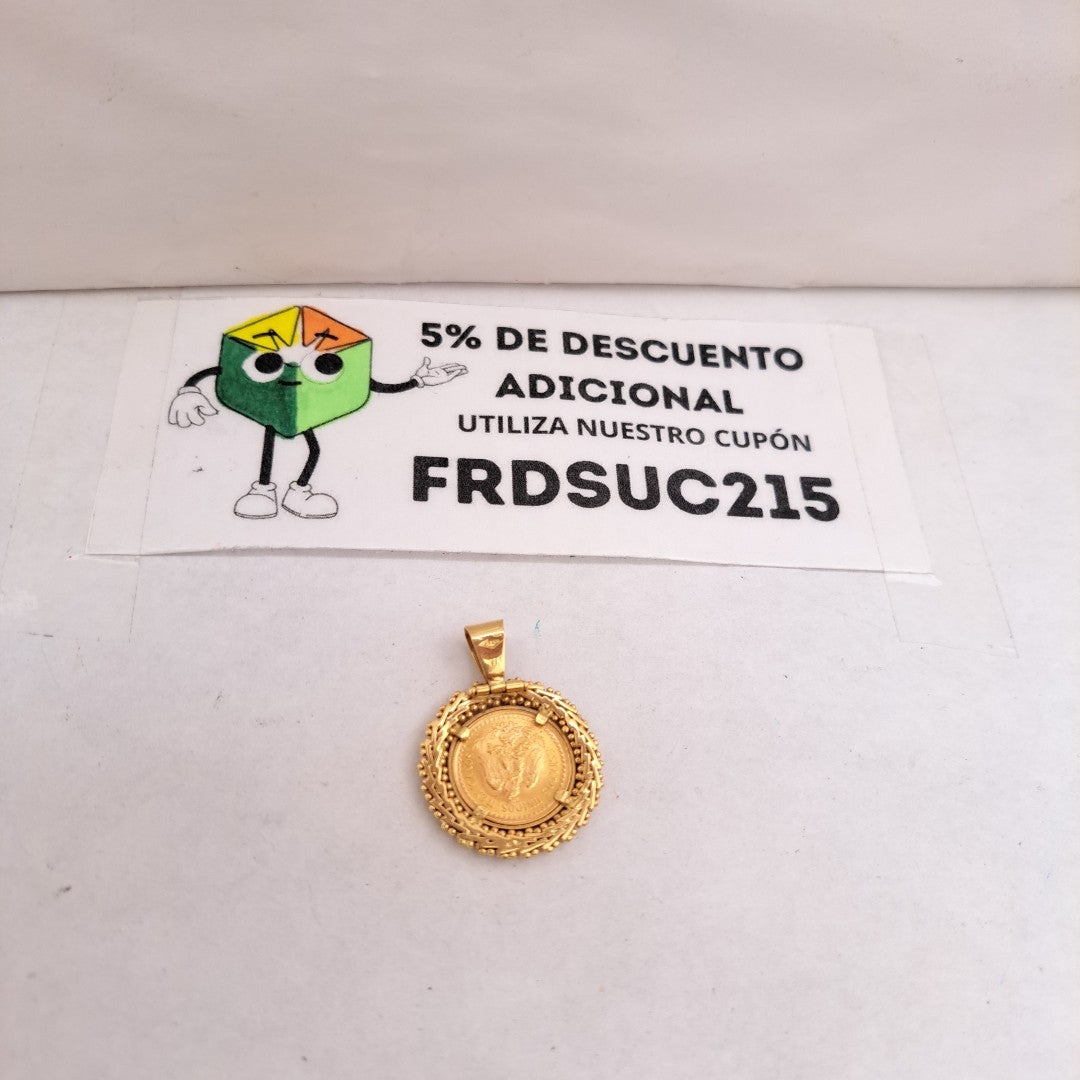 5% DE DESCUENTO
ADICIONAL
UTILIZA NUESTRO CUPÓN
FRDSUC215